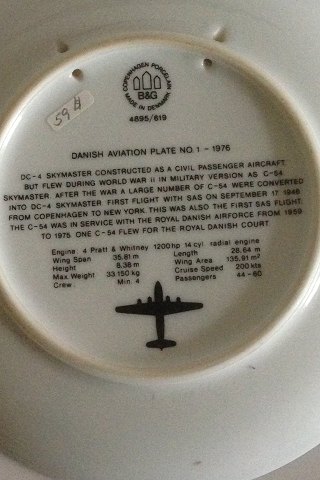 COPENHAGEN PORCELAIN
B&G
MADE IN DENMARK
4895/619
59
DANISH AVIATION PLATE NO. 1 - 1976
DC-4 SKYMASTER CONSTRUCTED AS A CIVIL PASSENGER AIRCRAFT
BUT FLEW DURING WORLD WAR II IN MILITARY VERSION AS C-54
SKYMASTER. AFTER THE WAR A LARGE NUMBER OF C-54 WERE CONVERTED
INTO DC-4 SKYMASTER. FIRST FLIGHT WITH SAS ON SEPTEMBER 17 1946
FROM COPENHAGEN TO NEW YORK. THIS WAS ALSO THE FIRST SAS FLIGHT.
THE C-54 WAS IN SERVICE WITH THE ROYAL DANISH AIRFORCE FROM 1959
TO 1975. ONE C-54 FLEW FOR THE ROYAL DANISH COURT.
Engine: 4 Pratt & Whitney 1200hp 14 cyl. radial engine
Wing Span 35.81 m Length 28.64 m
Height 8,38 m Wing Area 135,91 m²
Max Weight 33.150 kg Cruise Speed 200 kts
Crew Min. 4 Passengers 44-60